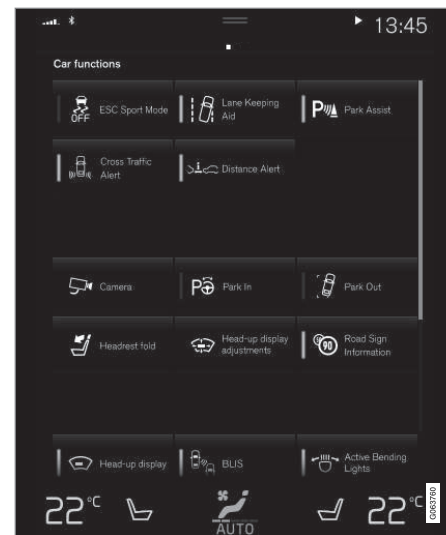 13:45
Car functions
OFF
ESC Sport Mode
Lane Keeping
Aid
P
Park Assist
Cross Traffic
Alert
Distance Alert
Camera
P
Park In
Park Out
Headrest fold
Head-up display
adjustments
90
Road Sign
Information
Head-up display
BLIS
Active Bending
Lights
22°C
AUTO
22°C
G063760